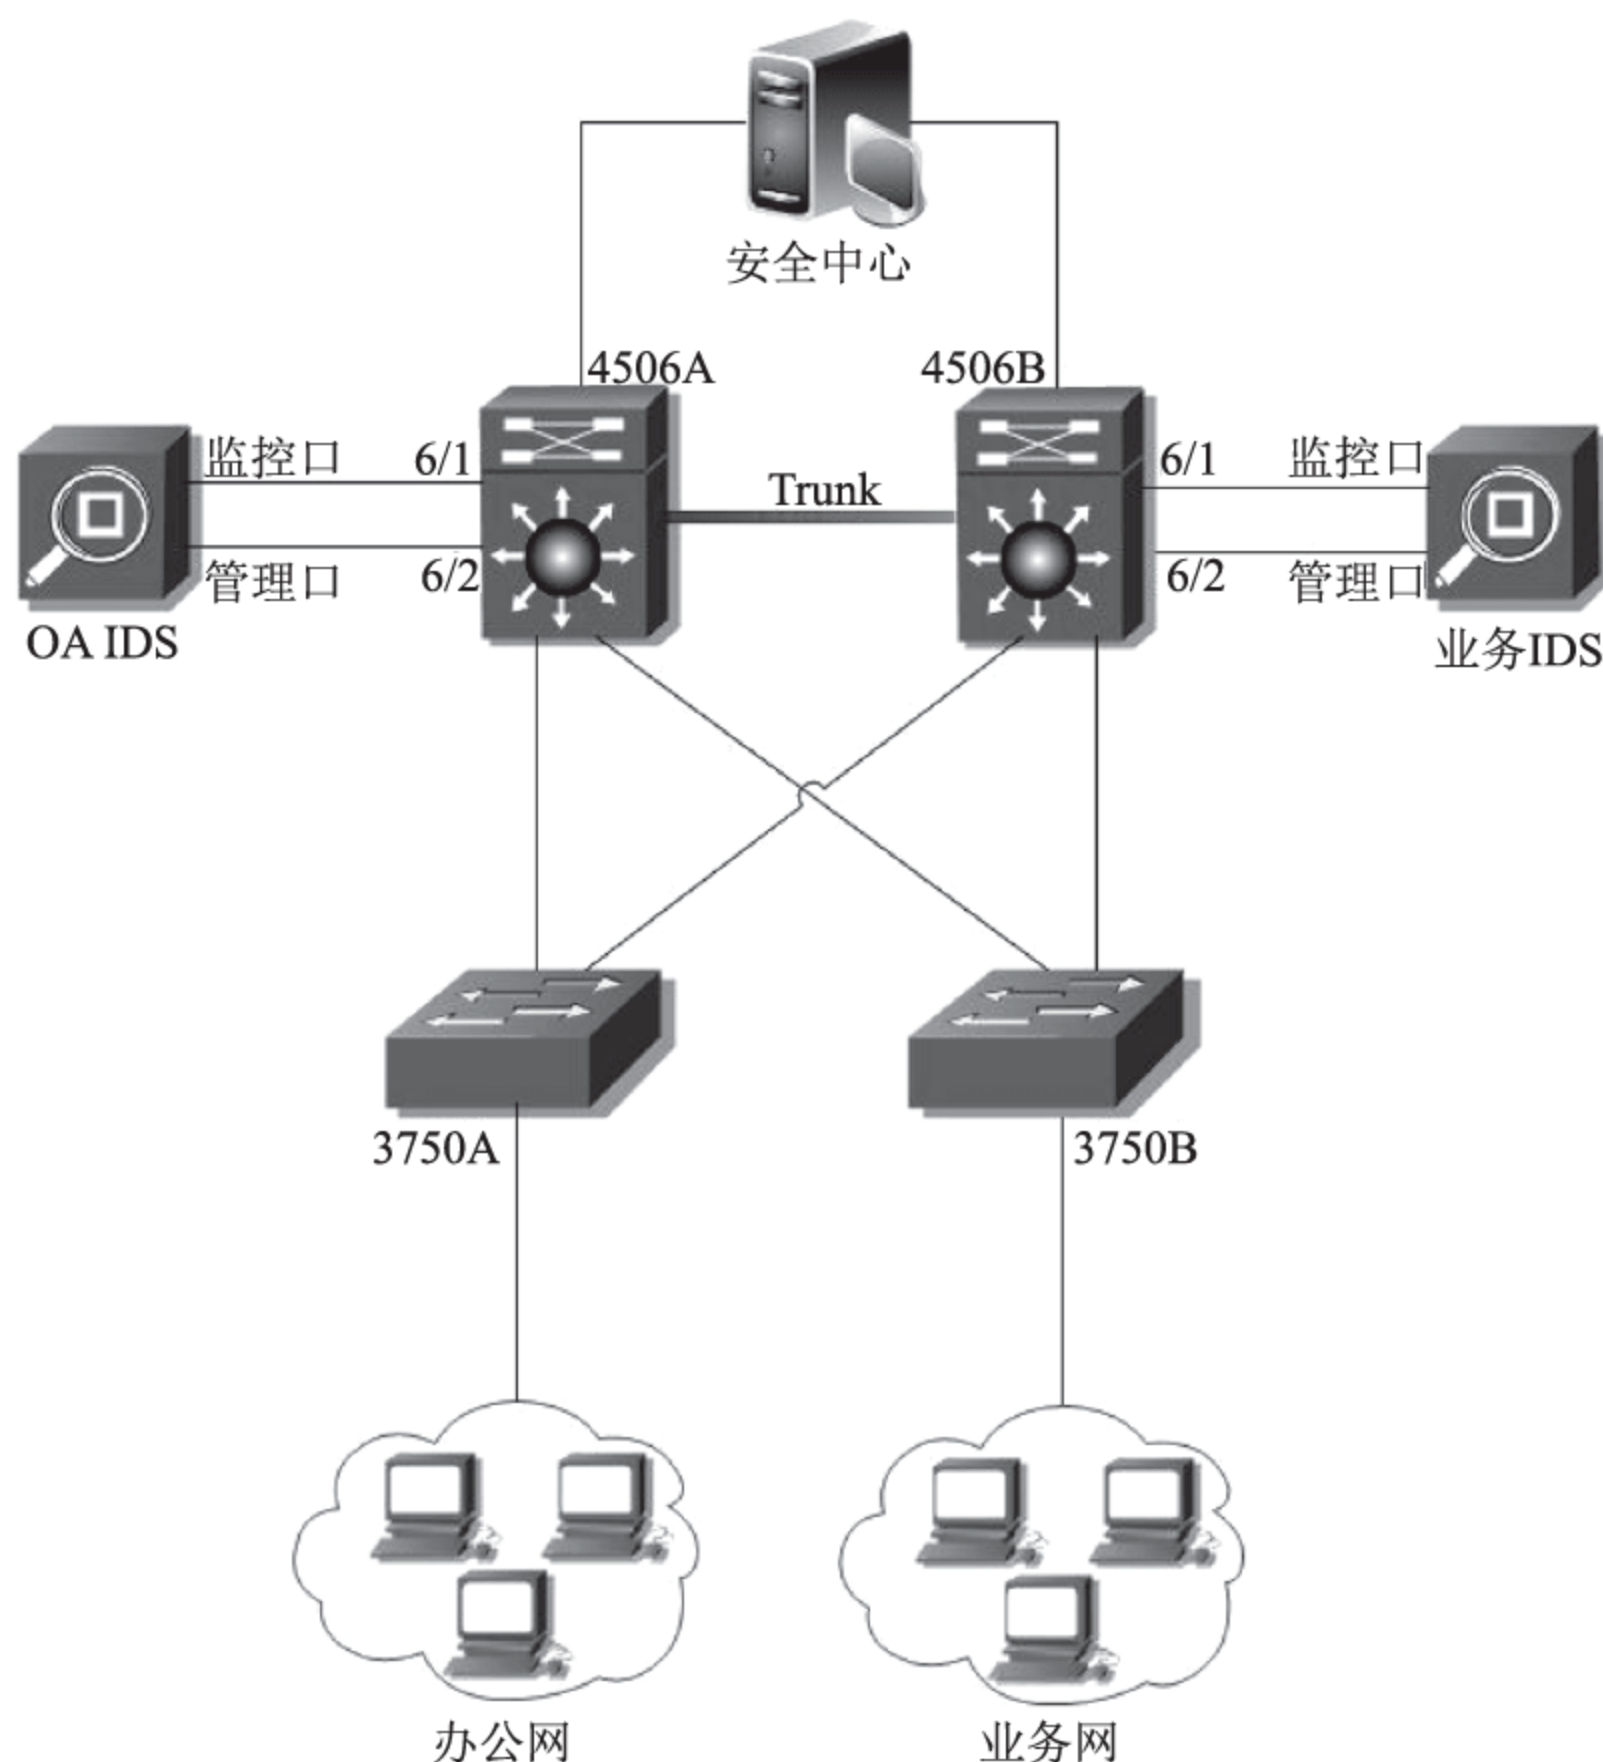 安全中心
4506A
4506B
监控口
6/1
Trunk
6/1
监控口
管理口
6/2
6/2
管理口
OA IDS
业务IDS
3750A
3750B
办公网
业务网